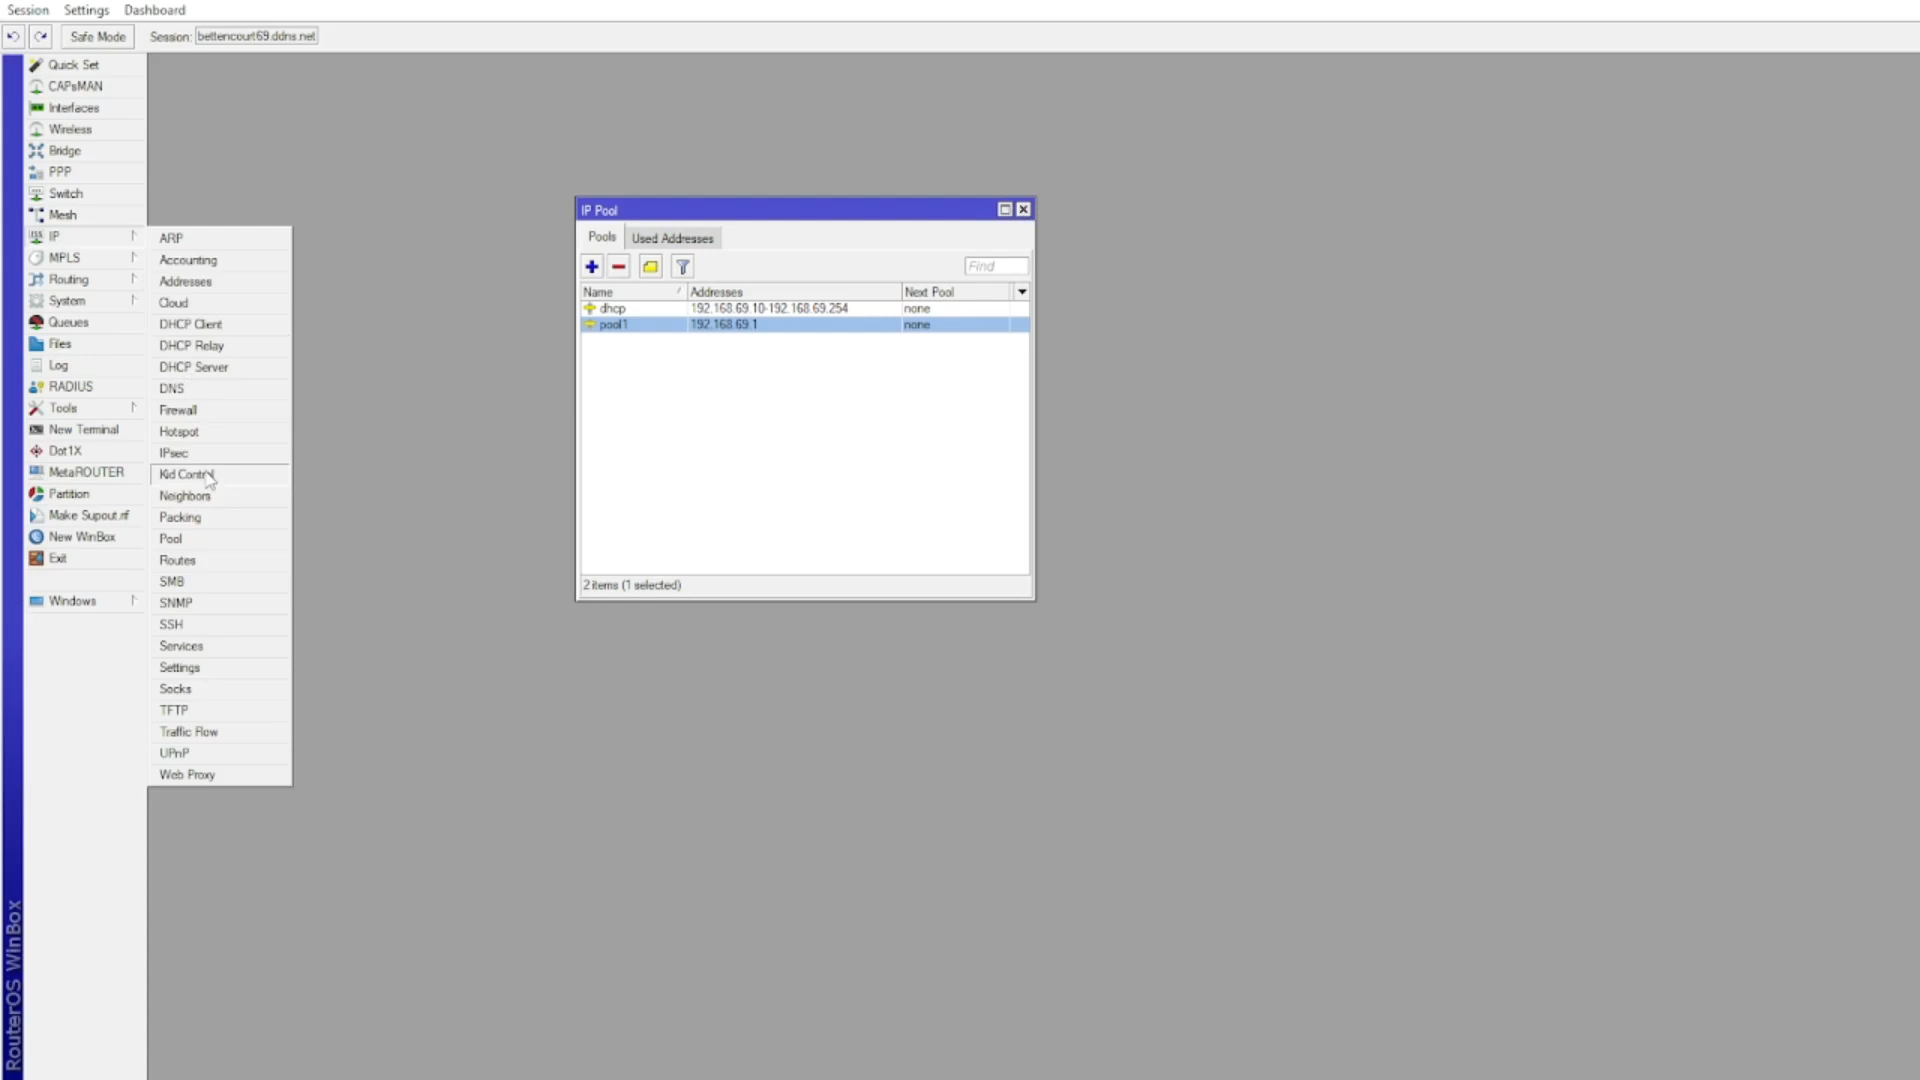 Session Settings Dashboard
Safe Mode Session: bettencourt69.ddns.net
Quick Set
CAPsMAN
Interfaces
Wireless
Bridge
PPP
Switch
Mesh
IP
MPLS
Routing
System
Queues
Files
Log
RADIUS
Tools
New Terminal
Dot1X
MetaROUTER
Partition
Make Supout.rif
New WinBox
Exit
Windows
RouterOS WinBox
ARP
Accounting
Addresses
Cloud
DHCP Client
DHCP Relay
DHCP Server
DNS
Firewall
Hotspot
IPsec
Kid Control
Neighbors
Packing
Pool
Routes
SMB
SNMP
SSH
Services
Settings
Socks
TFTP
Traffic Flow
UPnP
Web Proxy
IP Pool
Pools Used Addresses
Find
Name Addresses Next Pool
dhcp 192.168.69.10-192.168.69.254 none
pool1 192.168.69.1 none
2 items (1 selected)